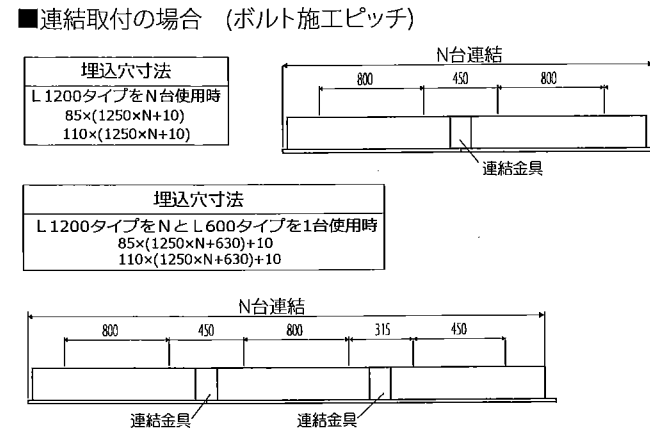 ■連結取付の場合 (ボルト施工ピッチ)
埋込穴寸法
L1200タイプをN台使用時
85×(1250×N+10)
110×(1250×N+10)
N台連結
800 450 800
連結金具
埋込穴寸法
L1200タイプをNとL600タイプを1台使用時
85×(1250×N+630)+10
110×(1250×N+630)+10
N台連結
800 450 800 315 450
連結金具 連結金具